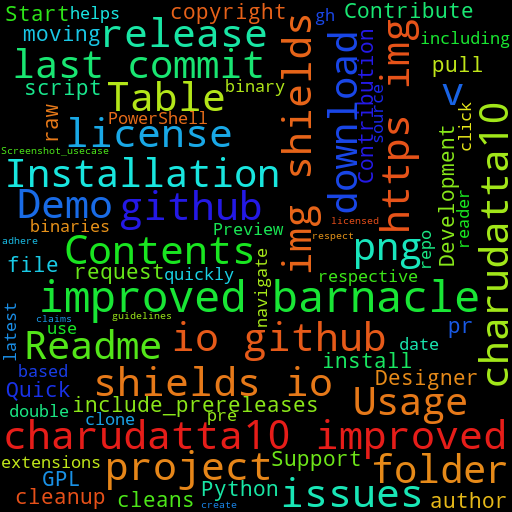 Start helps copyright gh Contribute
moving release including
last commit img shields download Contribution https img pull
script Table binary v
raw PowerShell source click
license
Installation Development reader charudatta10
Demo github licensed
binaries Preview respect
Screenshot_usecase
adhere Contents png repo
file request quickly navigate respective
improved barnacle
claims guidelines
latest use Readme io github pr
date
install
based shields io Designer
Quick include_prereleases Usage
double clone pre
charudatta10 improved
extensions project Support folder
GPL Python issues
cleanup cleans create author